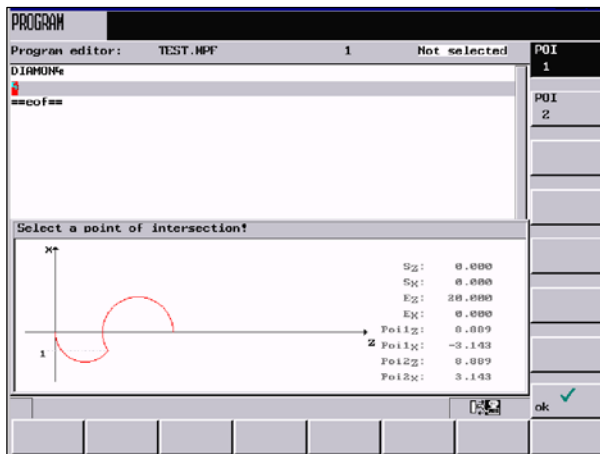 PROGRAM
Program editor: TEST.MPF 1 Not selected
DIAMON¶
==eof==
POI
1
POI
2
Select a point of intersection!
X
Z
1
Sz: 0.000
Sx: 0.000
Ez: 20.000
Ex: 0.000
Poi1z: 8.889
Poi1x: -3.143
Poi2z: 8.889
Poi2x: 3.143
ok